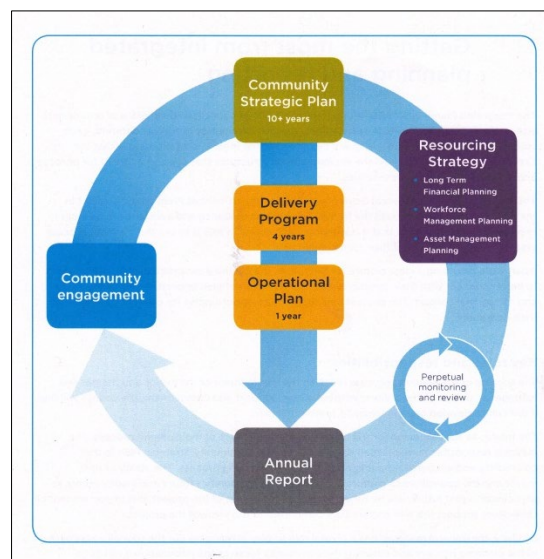 Community
Strategic Plan
10+ years
Resourcing
Strategy
• Long Term
Financial Planning
• Workforce
Management Planning
• Asset Management
Planning
Delivery
Program
4 years
Community
engagement
Operational
Plan
1 year
Perpetual
monitoring
and review
Annual
Report